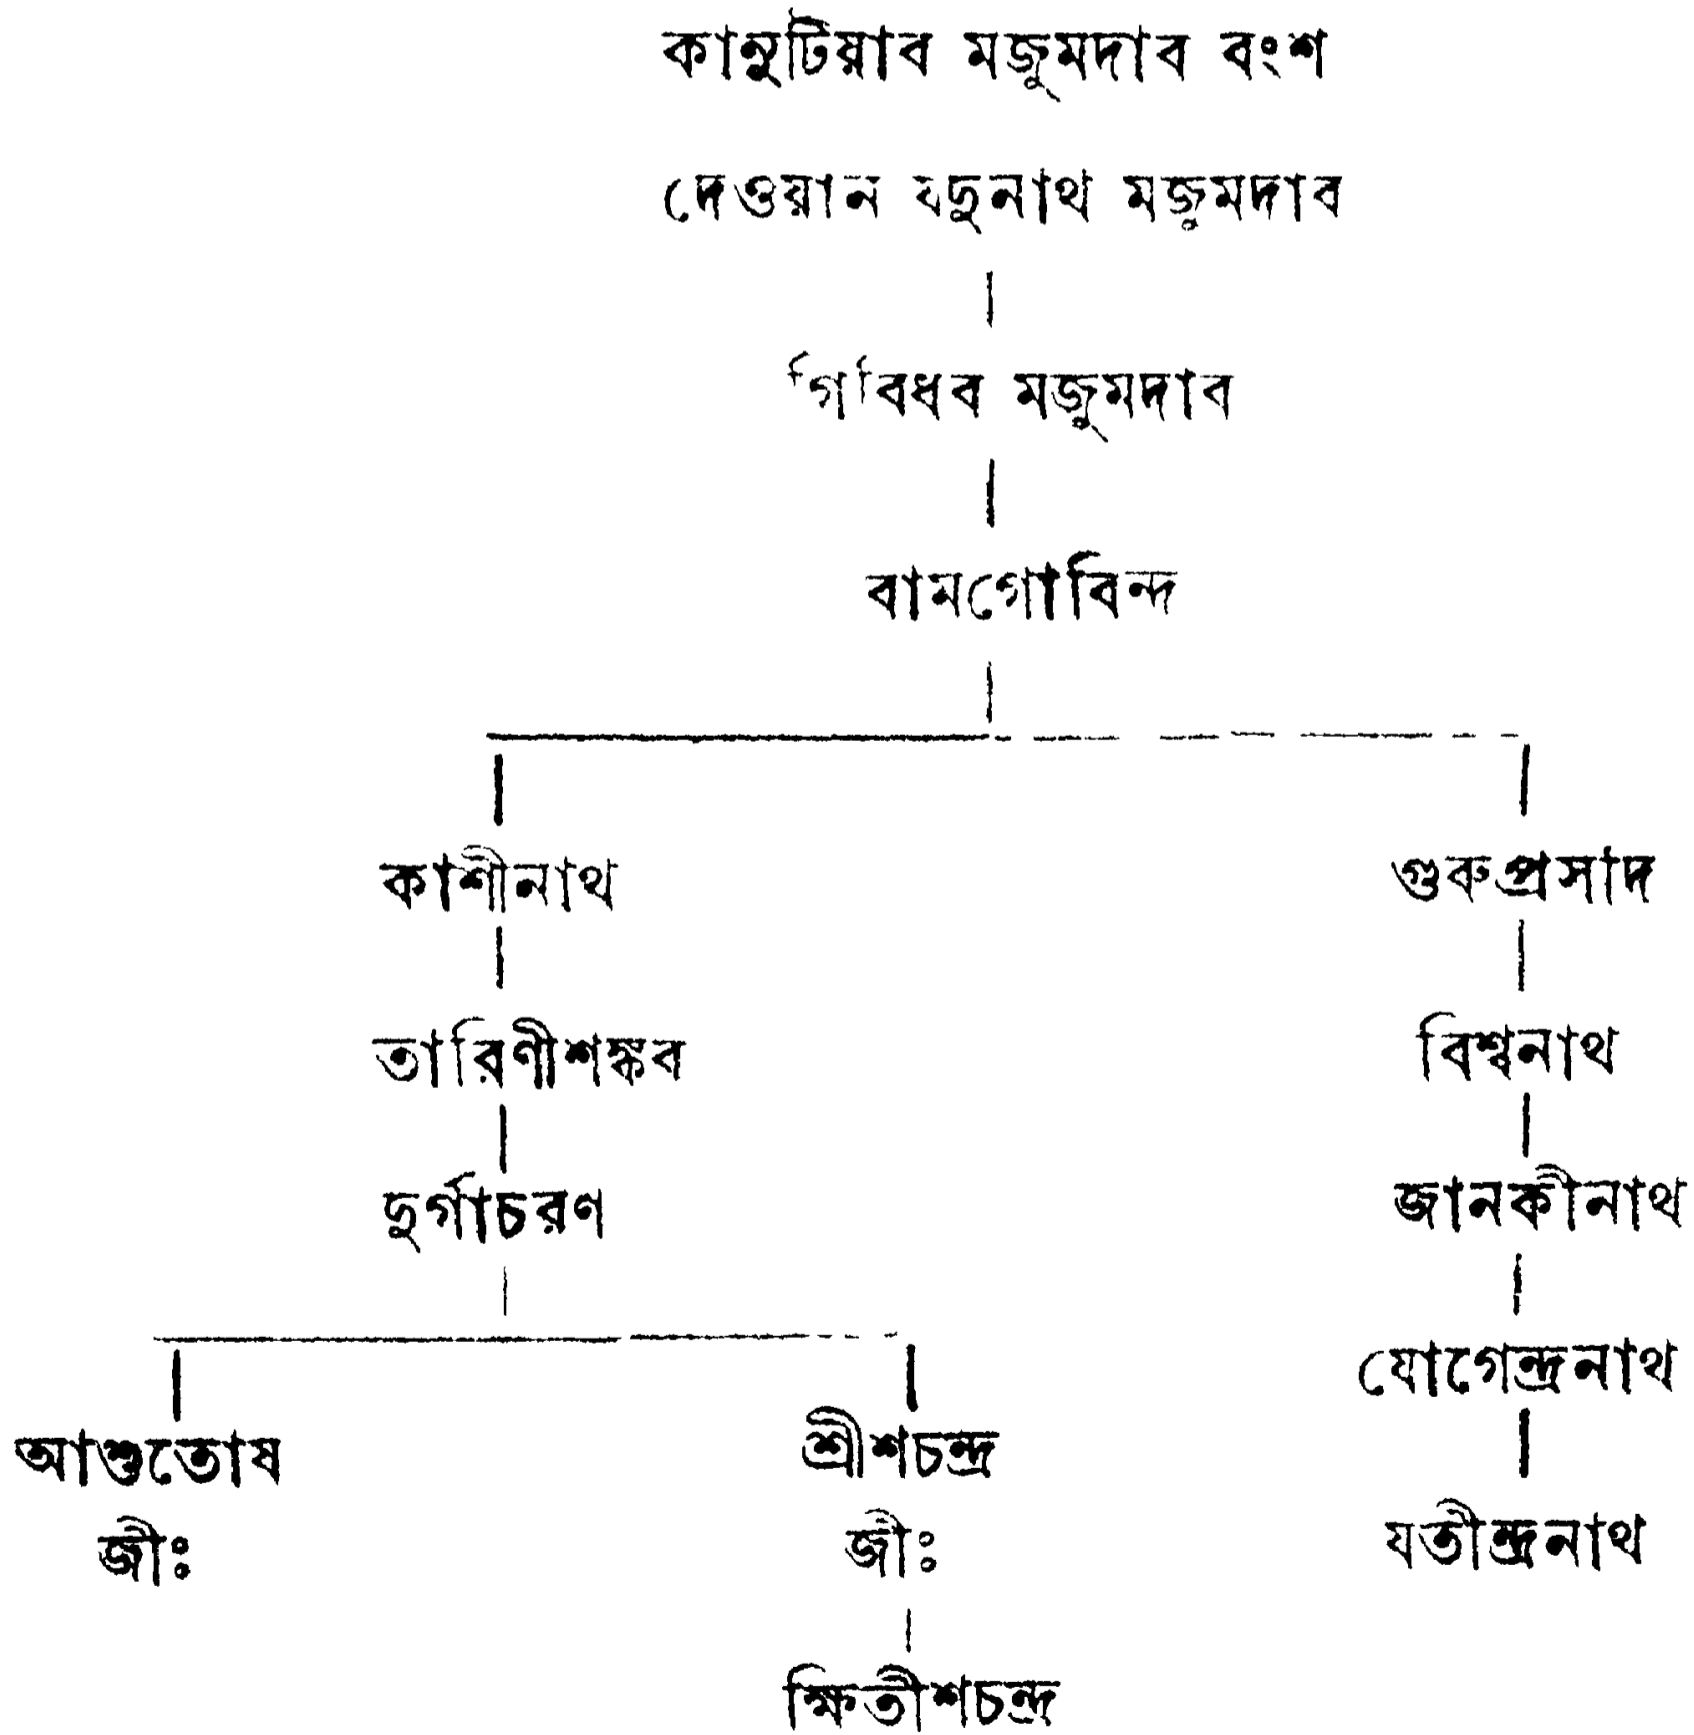 কানুটিয়াব মজুমদাব বংশ
দেওয়ান যদুনাথ মজুমদাব
গিবিধব মজুমদাব
বামগোবিন্দ
কাশীনাথ গুরুপ্রসাদ
তারিণীশঙ্কব বিশ্বনাথ
দুর্গাচরণ জানকীনাথ
যোগেন্দ্রনাথ
আশুতোষ শ্রীশচন্দ্র
জীঃ জীঃ যতীন্দ্রনাথ
ক্ষিতীশচন্দ্র